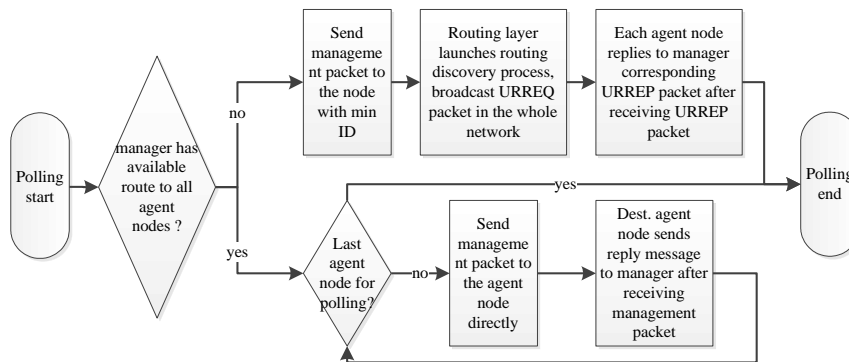 Polling
start
manager has
available
route to all
agent
nodes ?
no
yes
Send
manageme
nt packet to
the node
with min
ID
Routing layer
launches routing
discovery process,
broadcast URREQ
packet in the whole
network
Each agent node
replies to manager
corresponding
URREP packet after
receiving URREP
packet
Last
agent
node for
polling?
yes
no
Send
manageme
nt packet to
the agent
node
directly
Dest. agent
node sends
reply message
to manager after
receiving
management
packet
Polling
end